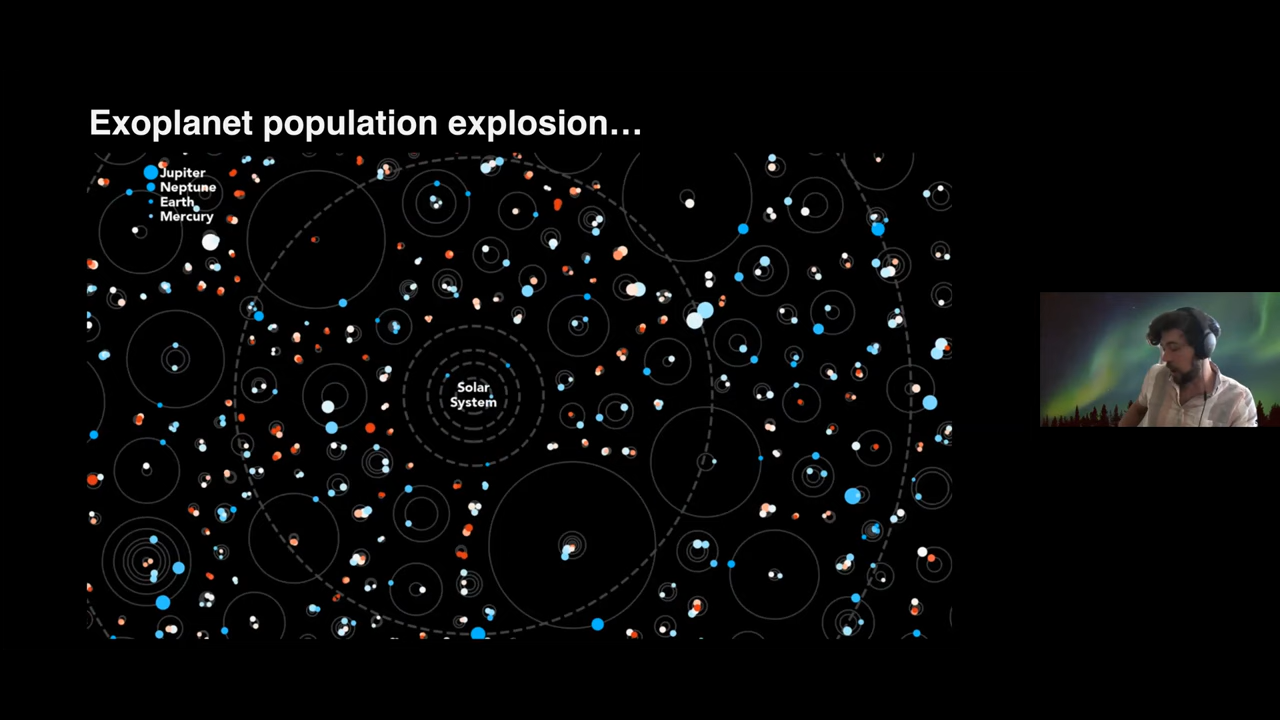 Exoplanet population explosion…
Jupiter
Neptune
Earth
Mercury
Solar
System